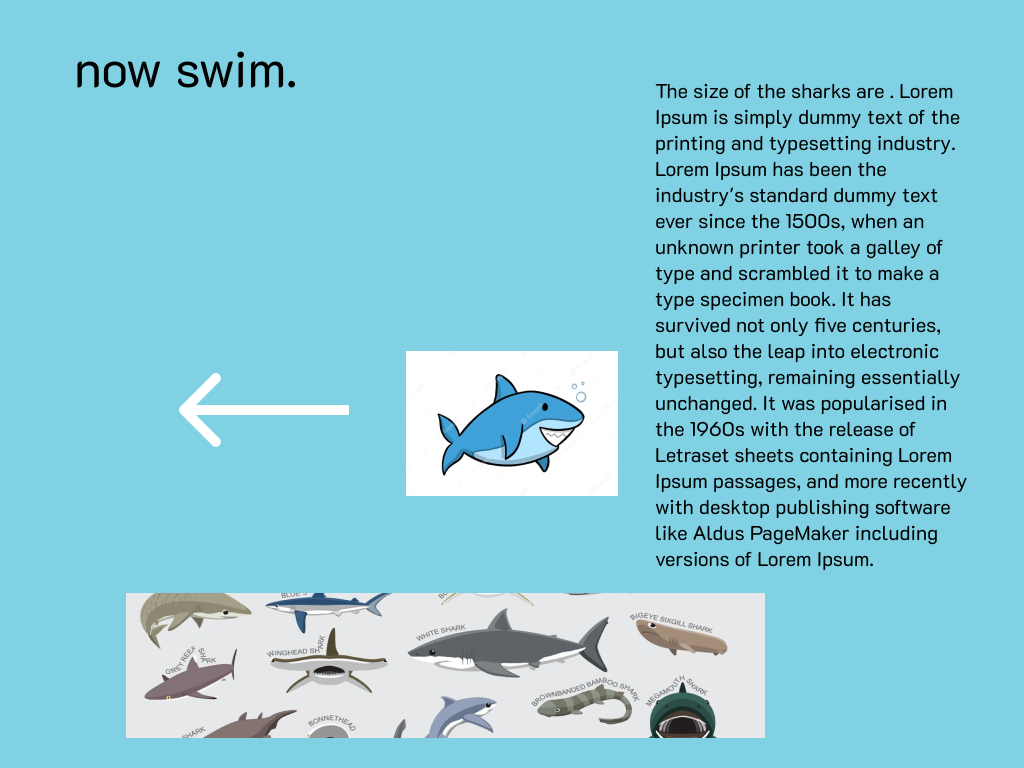 now swim.
The size of the sharks are . Lorem
Ipsum is simply dummy text of the
printing and typesetting industry.
Lorem Ipsum has been the
industry's standard dummy text
ever since the 1500s, when an
unknown printer took a galley of
type and scrambled it to make a
type specimen book. It has
survived not only five centuries,
but also the leap into electronic
typesetting, remaining essentially
unchanged. It was popularised in
the 1960s with the release of
Letraset sheets containing Lorem
Ipsum passages, and more recently
with desktop publishing software
like Aldus PageMaker including
versions of Lorem Ipsum.
WHITE SHARK
BIGEYE SIXGILL SHARK
GREY REEF SHARK
WINGHEAD SHARK
BROWNBANDED BAMBOO SHARK
MEGAMOUTH SHARK
BONNETHEAD
SHARK